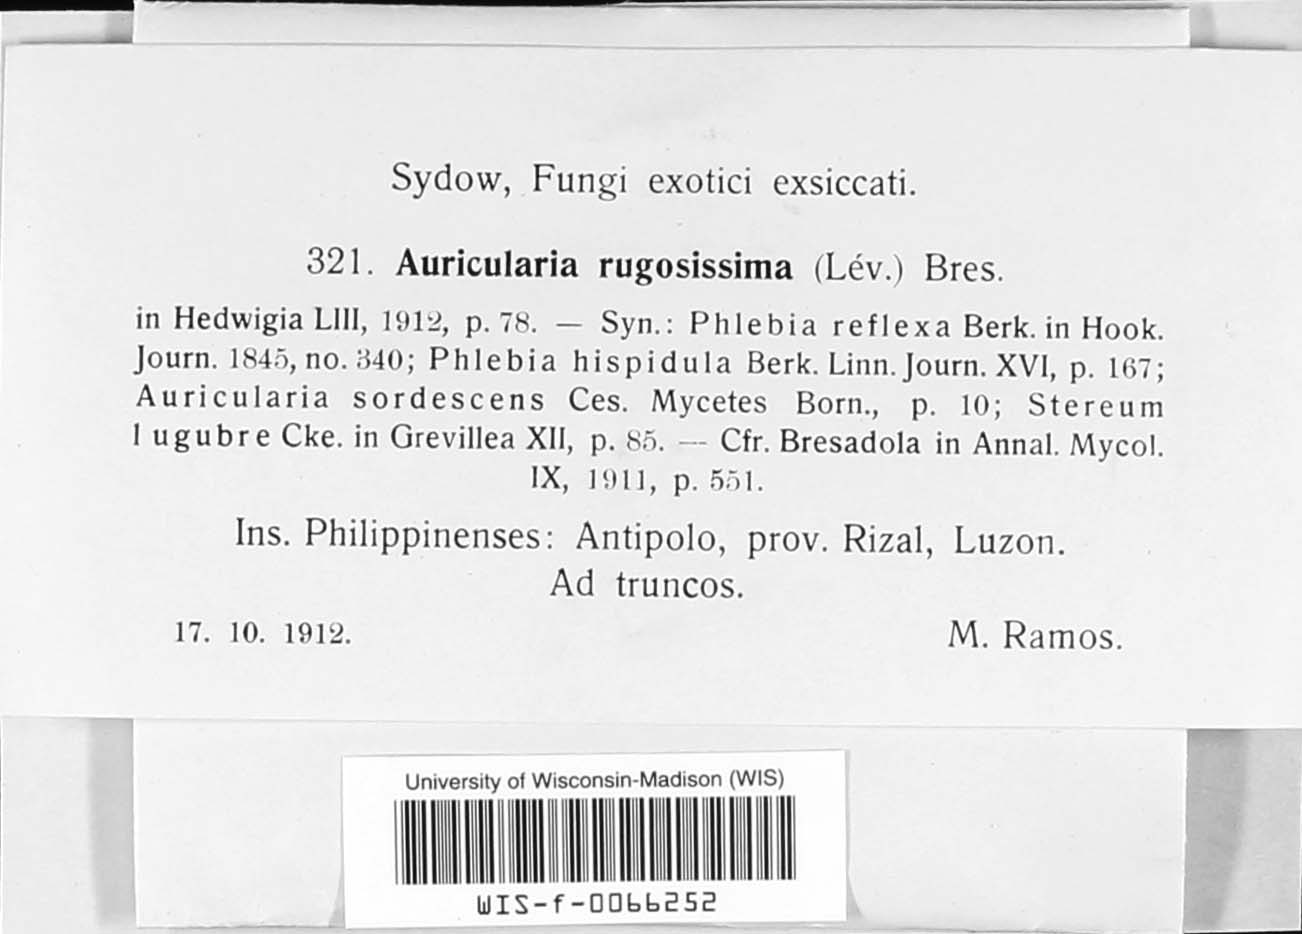 Sydow, Fungi exotici exsiccati.
321. Auricularia rugosissima (Lév.) Bres.
in Hedwigia LIII, 1912, p. 78. — Syn.: Phlebia reflexa Berk. in Hook.
Journ. 1845, no. 340; Phlebia hispidula Berk. Linn. Journ. XVI, p. 167;
Auricularia sordescens Ces. Mycetes Born., p. 10; Stereum
lugubre Cke. in Grevillea XII, p. 85. — Cfr. Bresadola in Annal. Mycol.
IX, 1911, p. 551.
Ins. Philippinenses: Antipolo, prov. Rizal, Luzon.
Ad truncos.
17. 10. 1912. M. Ramos.
University of Wisconsin-Madison (WIS)
WIS-f-0066252